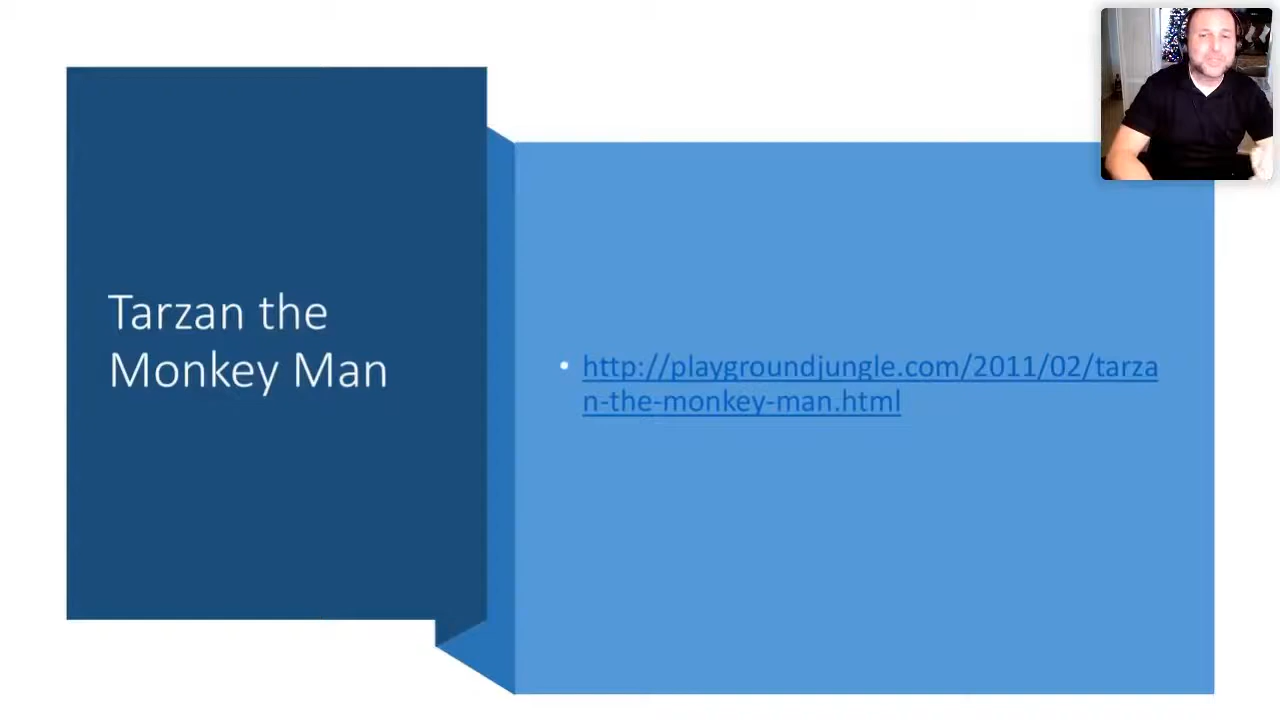 Tarzan the
Monkey Man
• http://playgroundjungle.com/2011/02/tarza
n-the-monkey-man.html